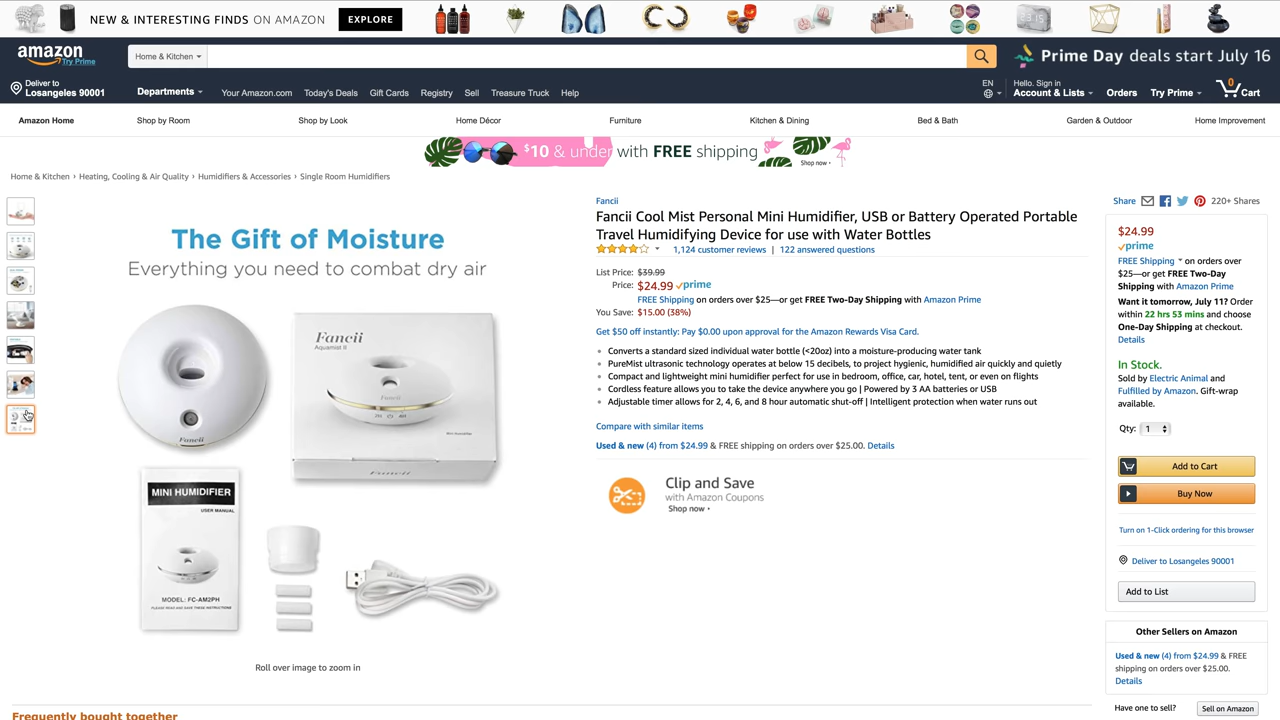 NEW & INTERESTING FINDS ON AMAZON
EXPLORE
amazon
Try Prime
Home & Kitchen
Prime Day deals start July 16
Deliver to
Losangeles 90001
Departments
Your Amazon.com
Today's Deals
Gift Cards
Registry
Sell
Treasure Truck
Help
EN
Hello. Sign in
Account & Lists
Orders
Try Prime
0
Cart
Amazon Home
Shop by Room
Shop by Look
Home Décor
Furniture
Kitchen & Dining
Bed & Bath
Garden & Outdoor
Home Improvement
$10 & under with FREE shipping
Shop now ›
Home & Kitchen › Heating, Cooling & Air Quality › Humidifiers & Accessories › Single Room Humidifiers
The Gift of Moisture
Everything you need to combat dry air
Fancii
Fancii
Aquamist II
Fancii
2H 4H
Mini Humidifier
Fancii
MINI HUMIDIFIER
USER MANUAL
MODEL: FC-AM2PH
PLEASE READ AND SAVE THESE INSTRUCTIONS
Roll over image to zoom in
Frequently bought together
Fancii
Fancii Cool Mist Personal Mini Humidifier, USB or Battery Operated Portable
Travel Humidifying Device for use with Water Bottles
1,124 customer reviews | 122 answered questions
List Price: $39.99
Price: $24.99 prime
FREE Shipping on orders over $25—or get FREE Two-Day Shipping with Amazon Prime
You Save: $15.00 (38%)
Get $50 off instantly: Pay $0.00 upon approval for the Amazon Rewards Visa Card.
Converts a standard sized individual water bottle (<20oz) into a moisture-producing water tank
PureMist ultrasonic technology operates at below 15 decibels, to project hygienic, humidified air quickly and quietly
Compact and lightweight mini humidifier perfect for use in bedroom, office, car, hotel, tent, or even on flights
Cordless feature allows you to take the device anywhere you go | Powered by 3 AA batteries or USB
Adjustable timer allows for 2, 4, 6, and 8 hour automatic shut-off | Intelligent protection when water runs out
Compare with similar items
Used & new (4) from $24.99 & FREE shipping on orders over $25.00. Details
Clip and Save
with Amazon Coupons
Shop now ›
Share
220+ Shares
$24.99
prime
FREE Shipping on orders over
$25—or get FREE Two-Day
Shipping with Amazon Prime
Want it tomorrow, July 11? Order
within 22 hrs 53 mins and choose
One-Day Shipping at checkout.
Details
In Stock.
Sold by Electric Animal and
Fulfilled by Amazon. Gift-wrap
available.
Qty: 1
Add to Cart
Buy Now
Turn on 1-Click ordering for this browser
Deliver to Losangeles 90001
Add to List
Other Sellers on Amazon
Used & new (4) from $24.99 & FREE
shipping on orders over $25.00.
Details
Have one to sell?
Sell on Amazon